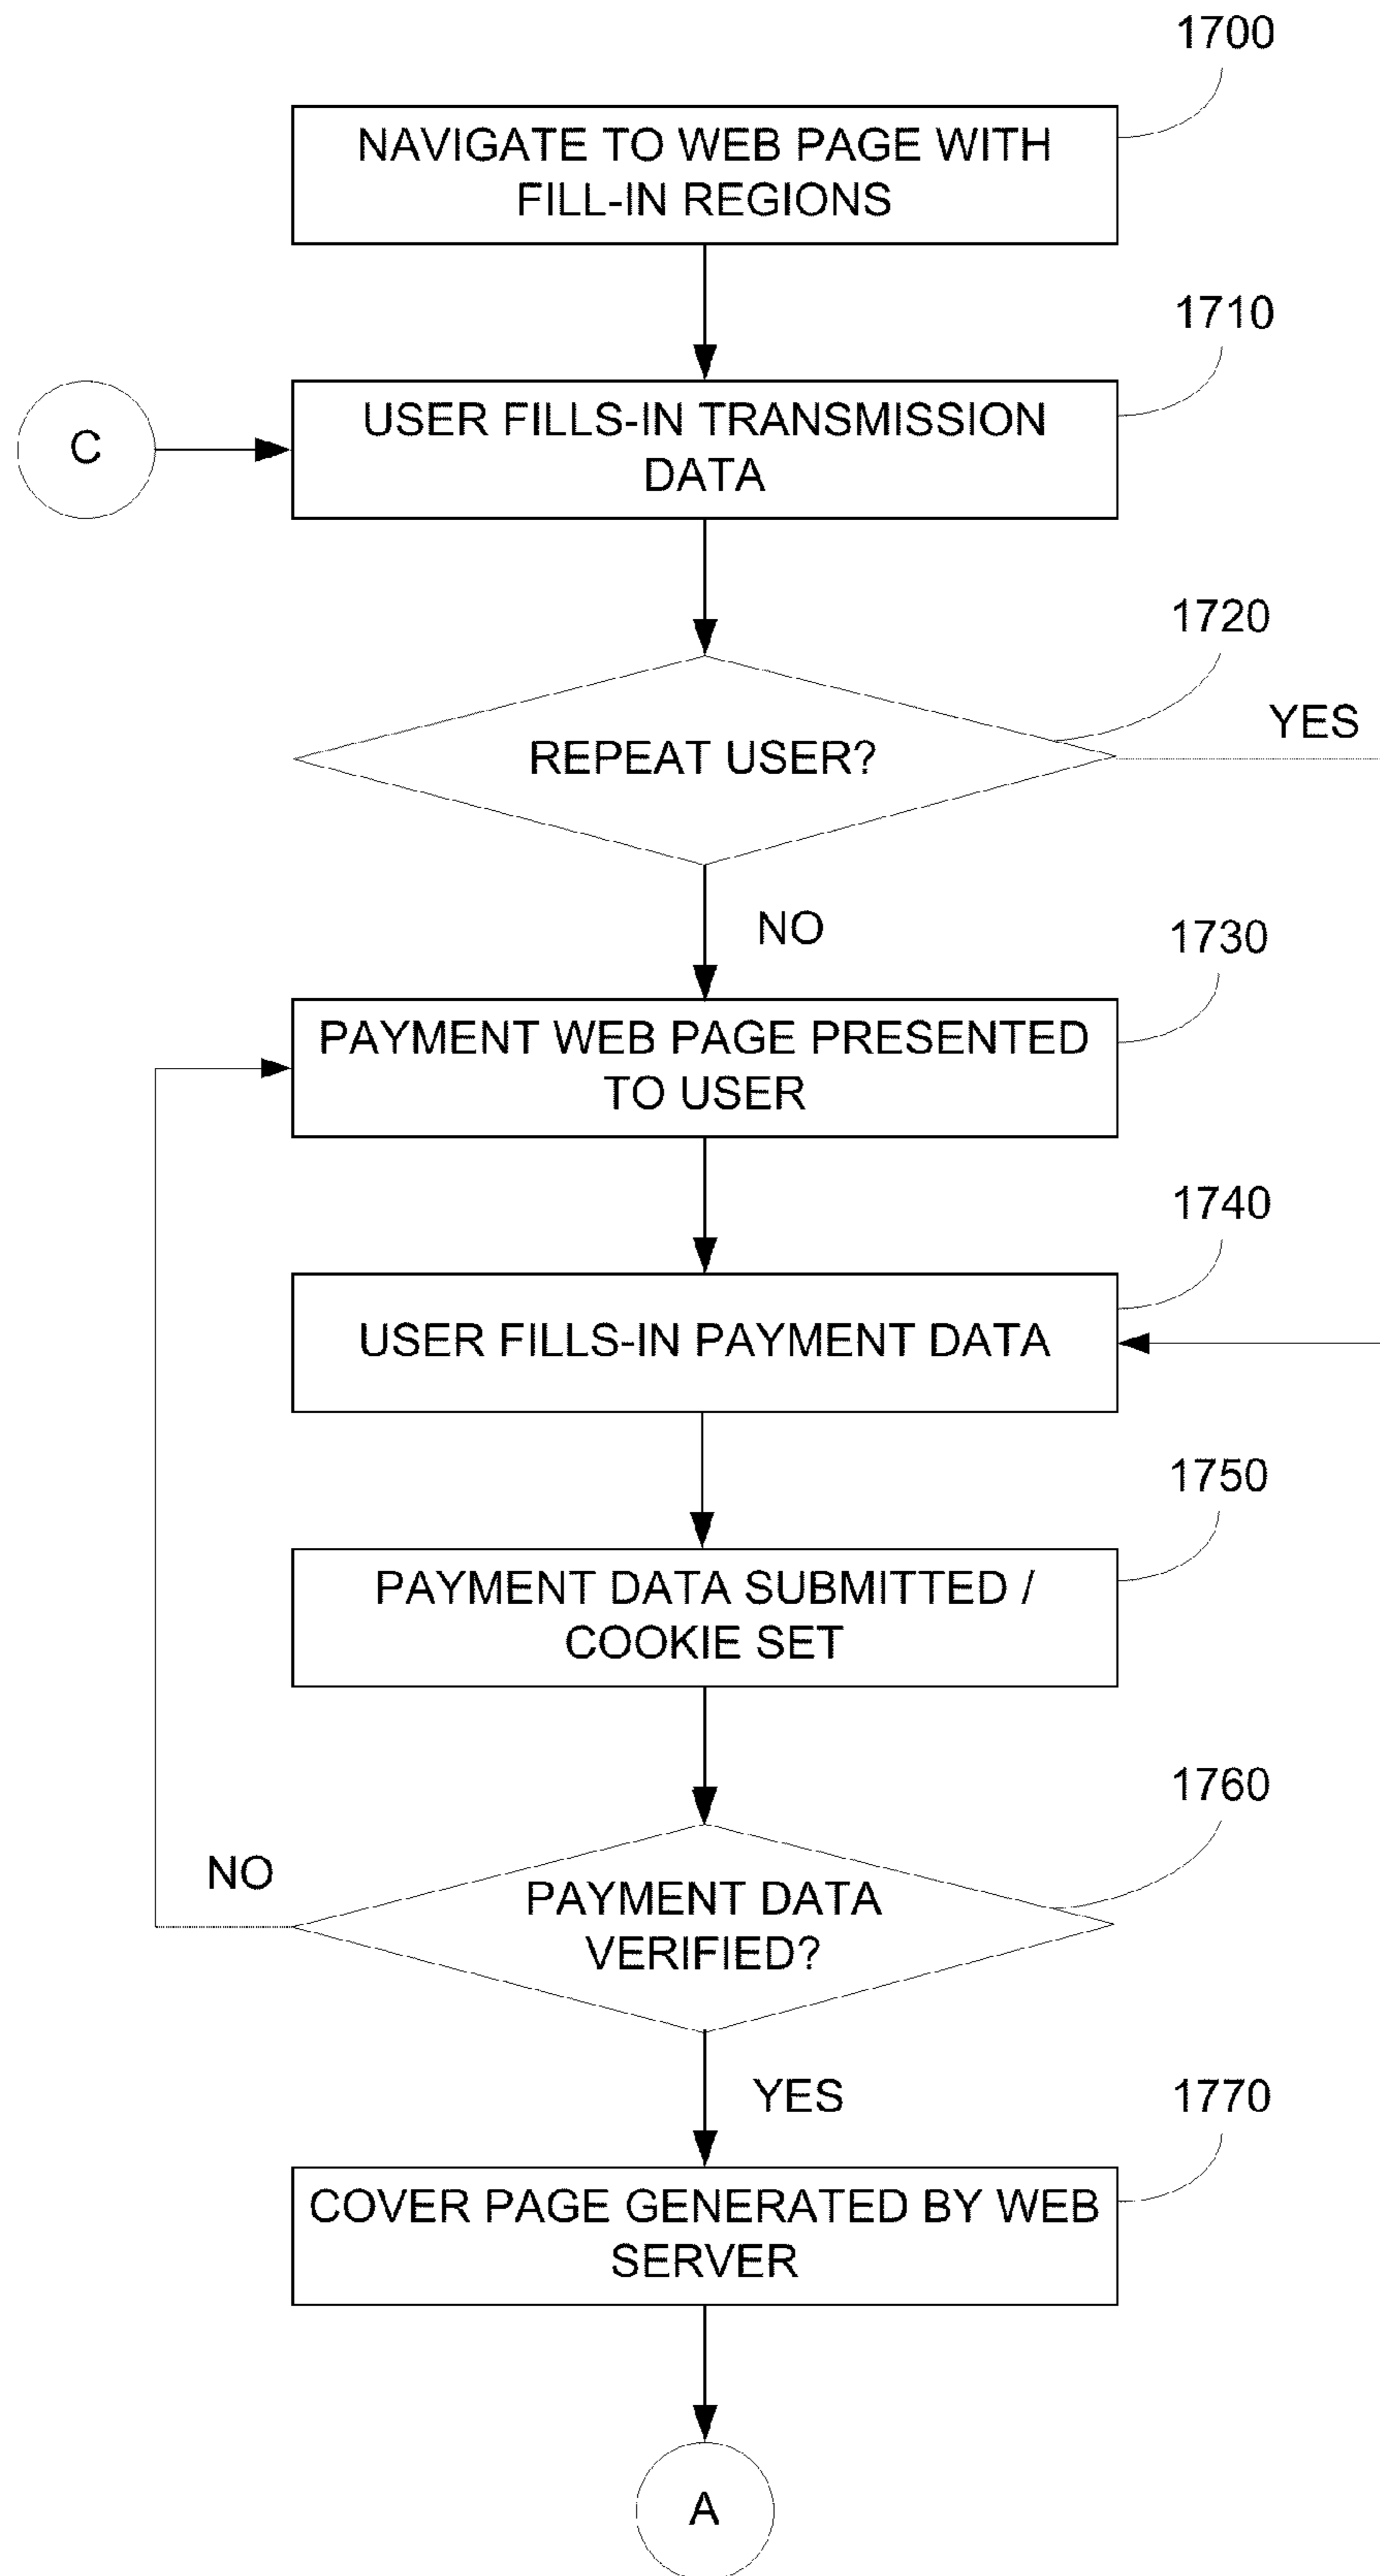 1700
NAVIGATE TO WEB PAGE WITH
FILL-IN REGIONS
1710
C
USER FILLS-IN TRANSMISSION
DATA
1720
YES
REPEAT USER?
NO
1730
PAYMENT WEB PAGE PRESENTED
TO USER
1740
USER FILLS-IN PAYMENT DATA
1750
PAYMENT DATA SUBMITTED /
COOKIE SET
1760
NO
PAYMENT DATA
VERIFIED?
YES
1770
COVER PAGE GENERATED BY WEB
SERVER
A